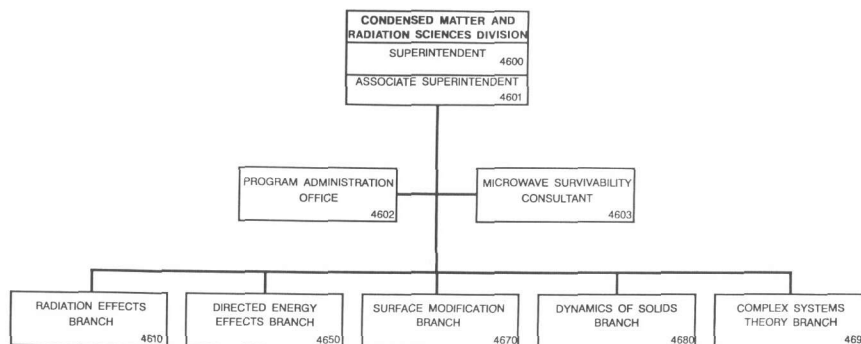 CONDENSED MATTER AND
RADIATION SCIENCES DIVISION
SUPERINTENDENT
4600
ASSOCIATE SUPERINTENDENT
4601
PROGRAM ADMINISTRATION
OFFICE
4602
MICROWAVE SURVIVABILITY
CONSULTANT
4603
RADIATION EFFECTS
BRANCH
4610
DIRECTED ENERGY
EFFECTS BRANCH
4650
SURFACE MODIFICATION
BRANCH
4670
DYNAMICS OF SOLIDS
BRANCH
4680
COMPLEX SYSTEMS
THEORY BRANCH